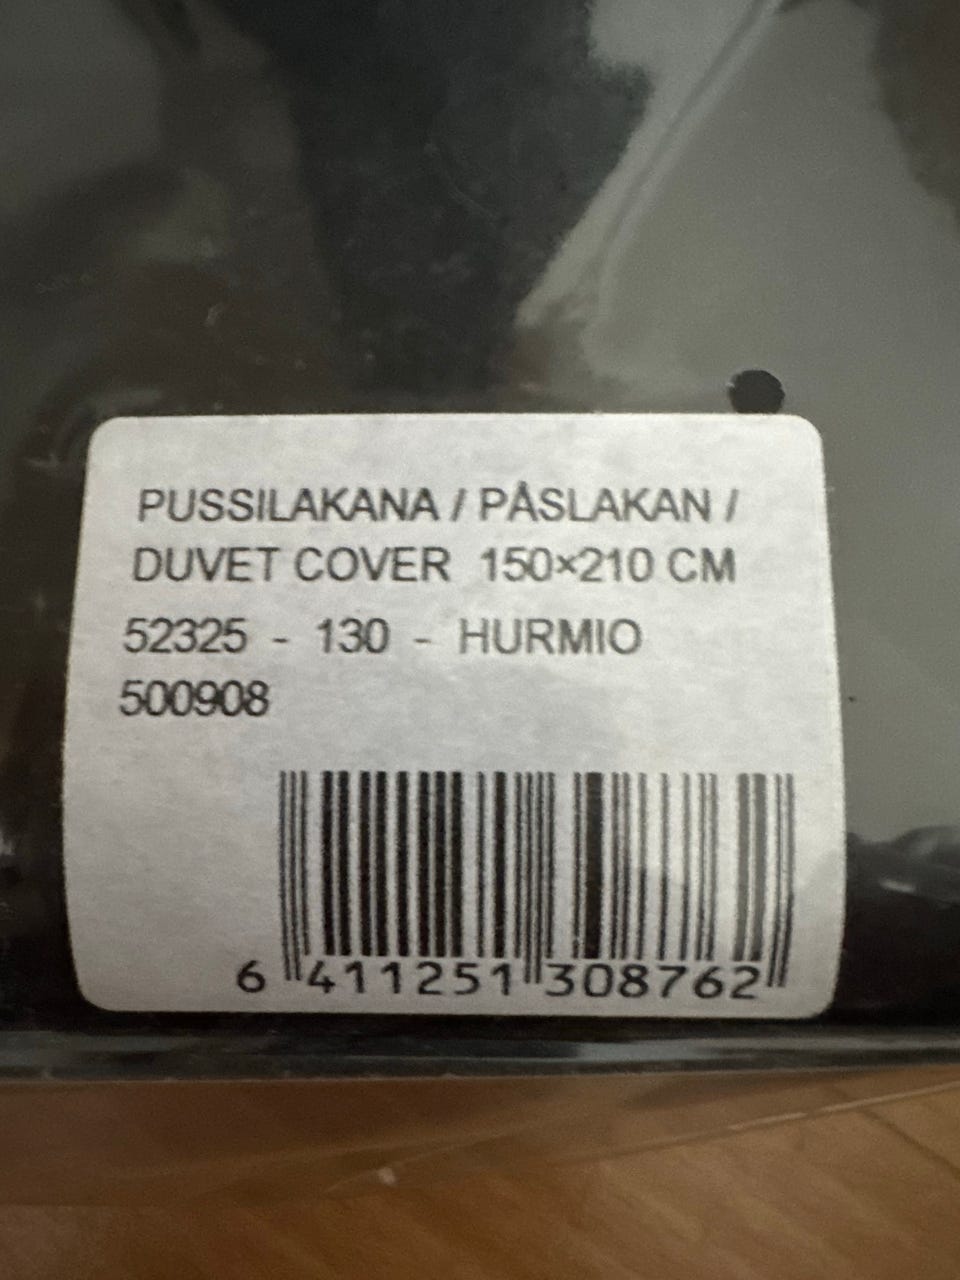 PUSSILAKANA / PÅSLAKAN /
DUVET COVER 150×210 CM
52325 - 130 - HURMIO
500908
6 411251 308762